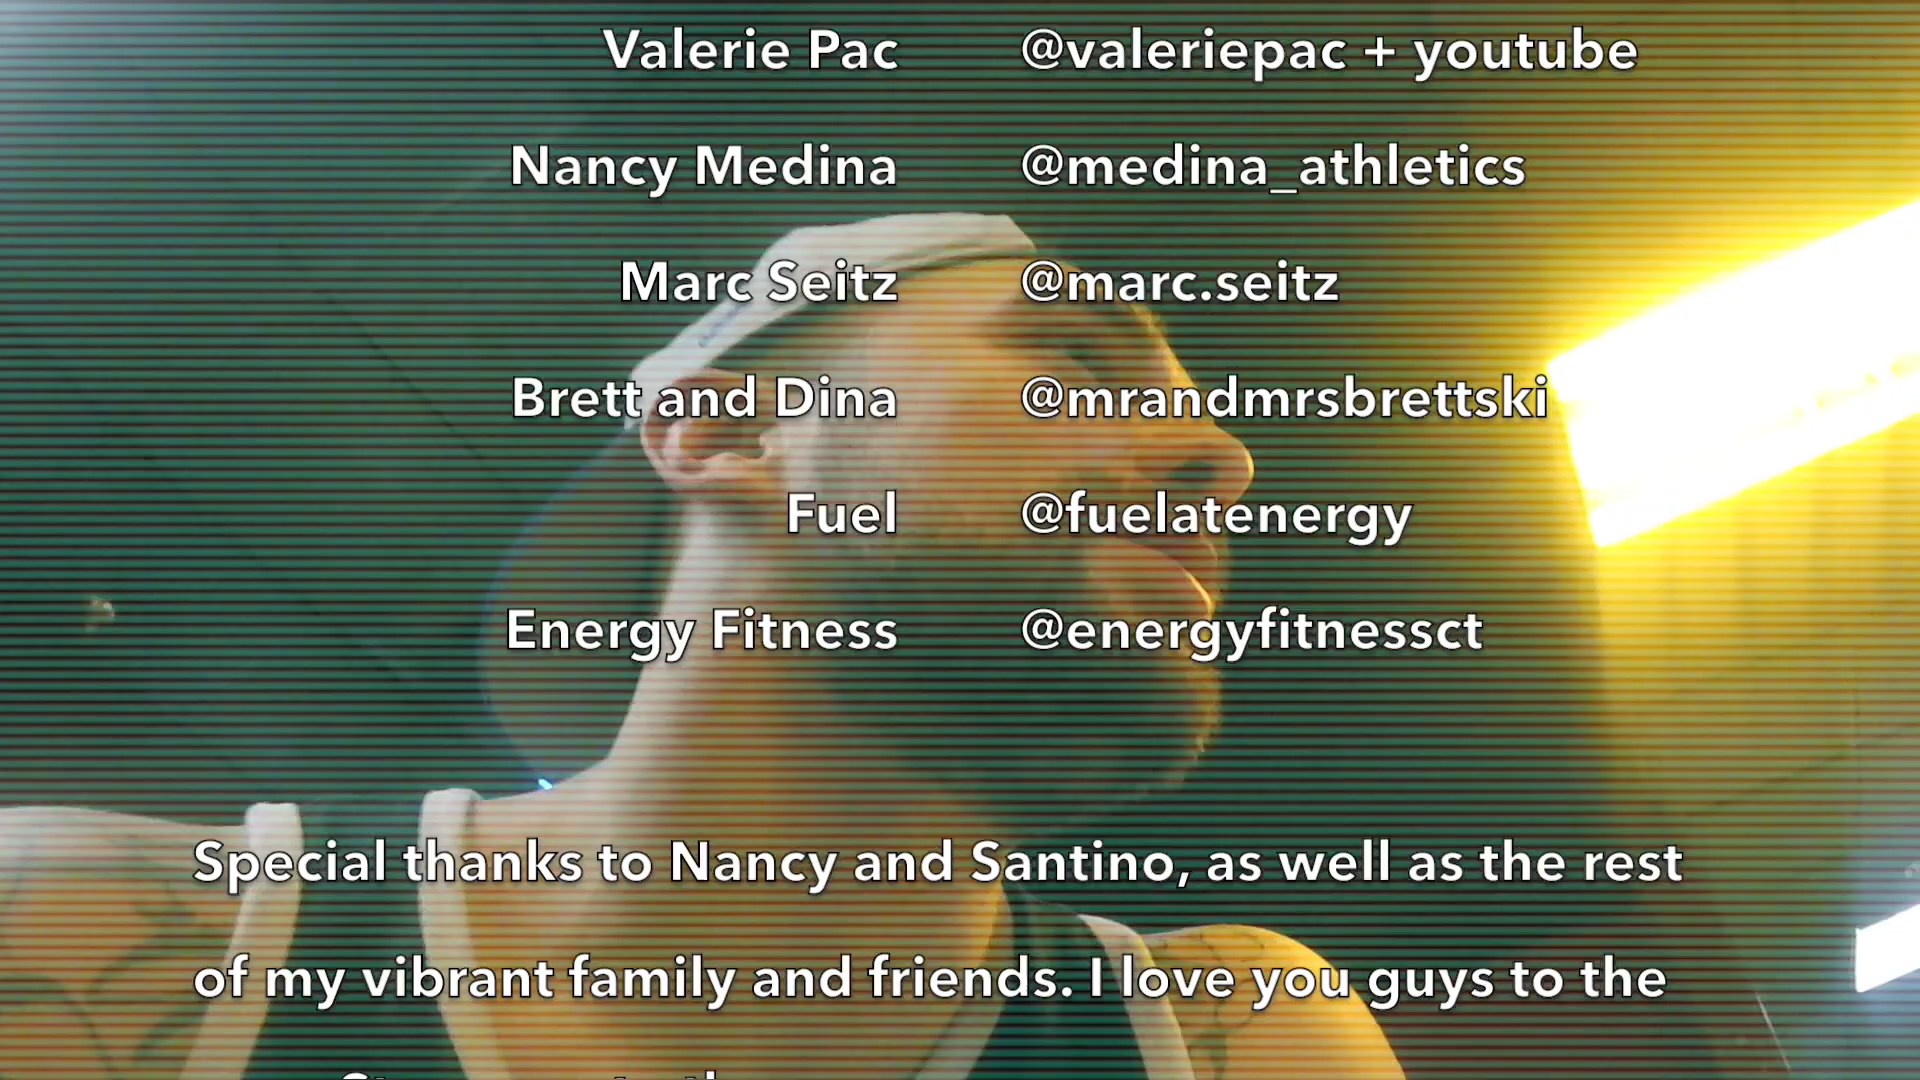 Valerie Pac @valeriepac + youtube
Nancy Medina @medina_athletics
Marc Seitz @marc.seitz
Brett and Dina @mrandmrsbrettski
Fuel @fuelatenergy
Energy Fitness @energyfitnessct
Special thanks to Nancy and Santino, as well as the rest
of my vibrant family and friends. I love you guys to the